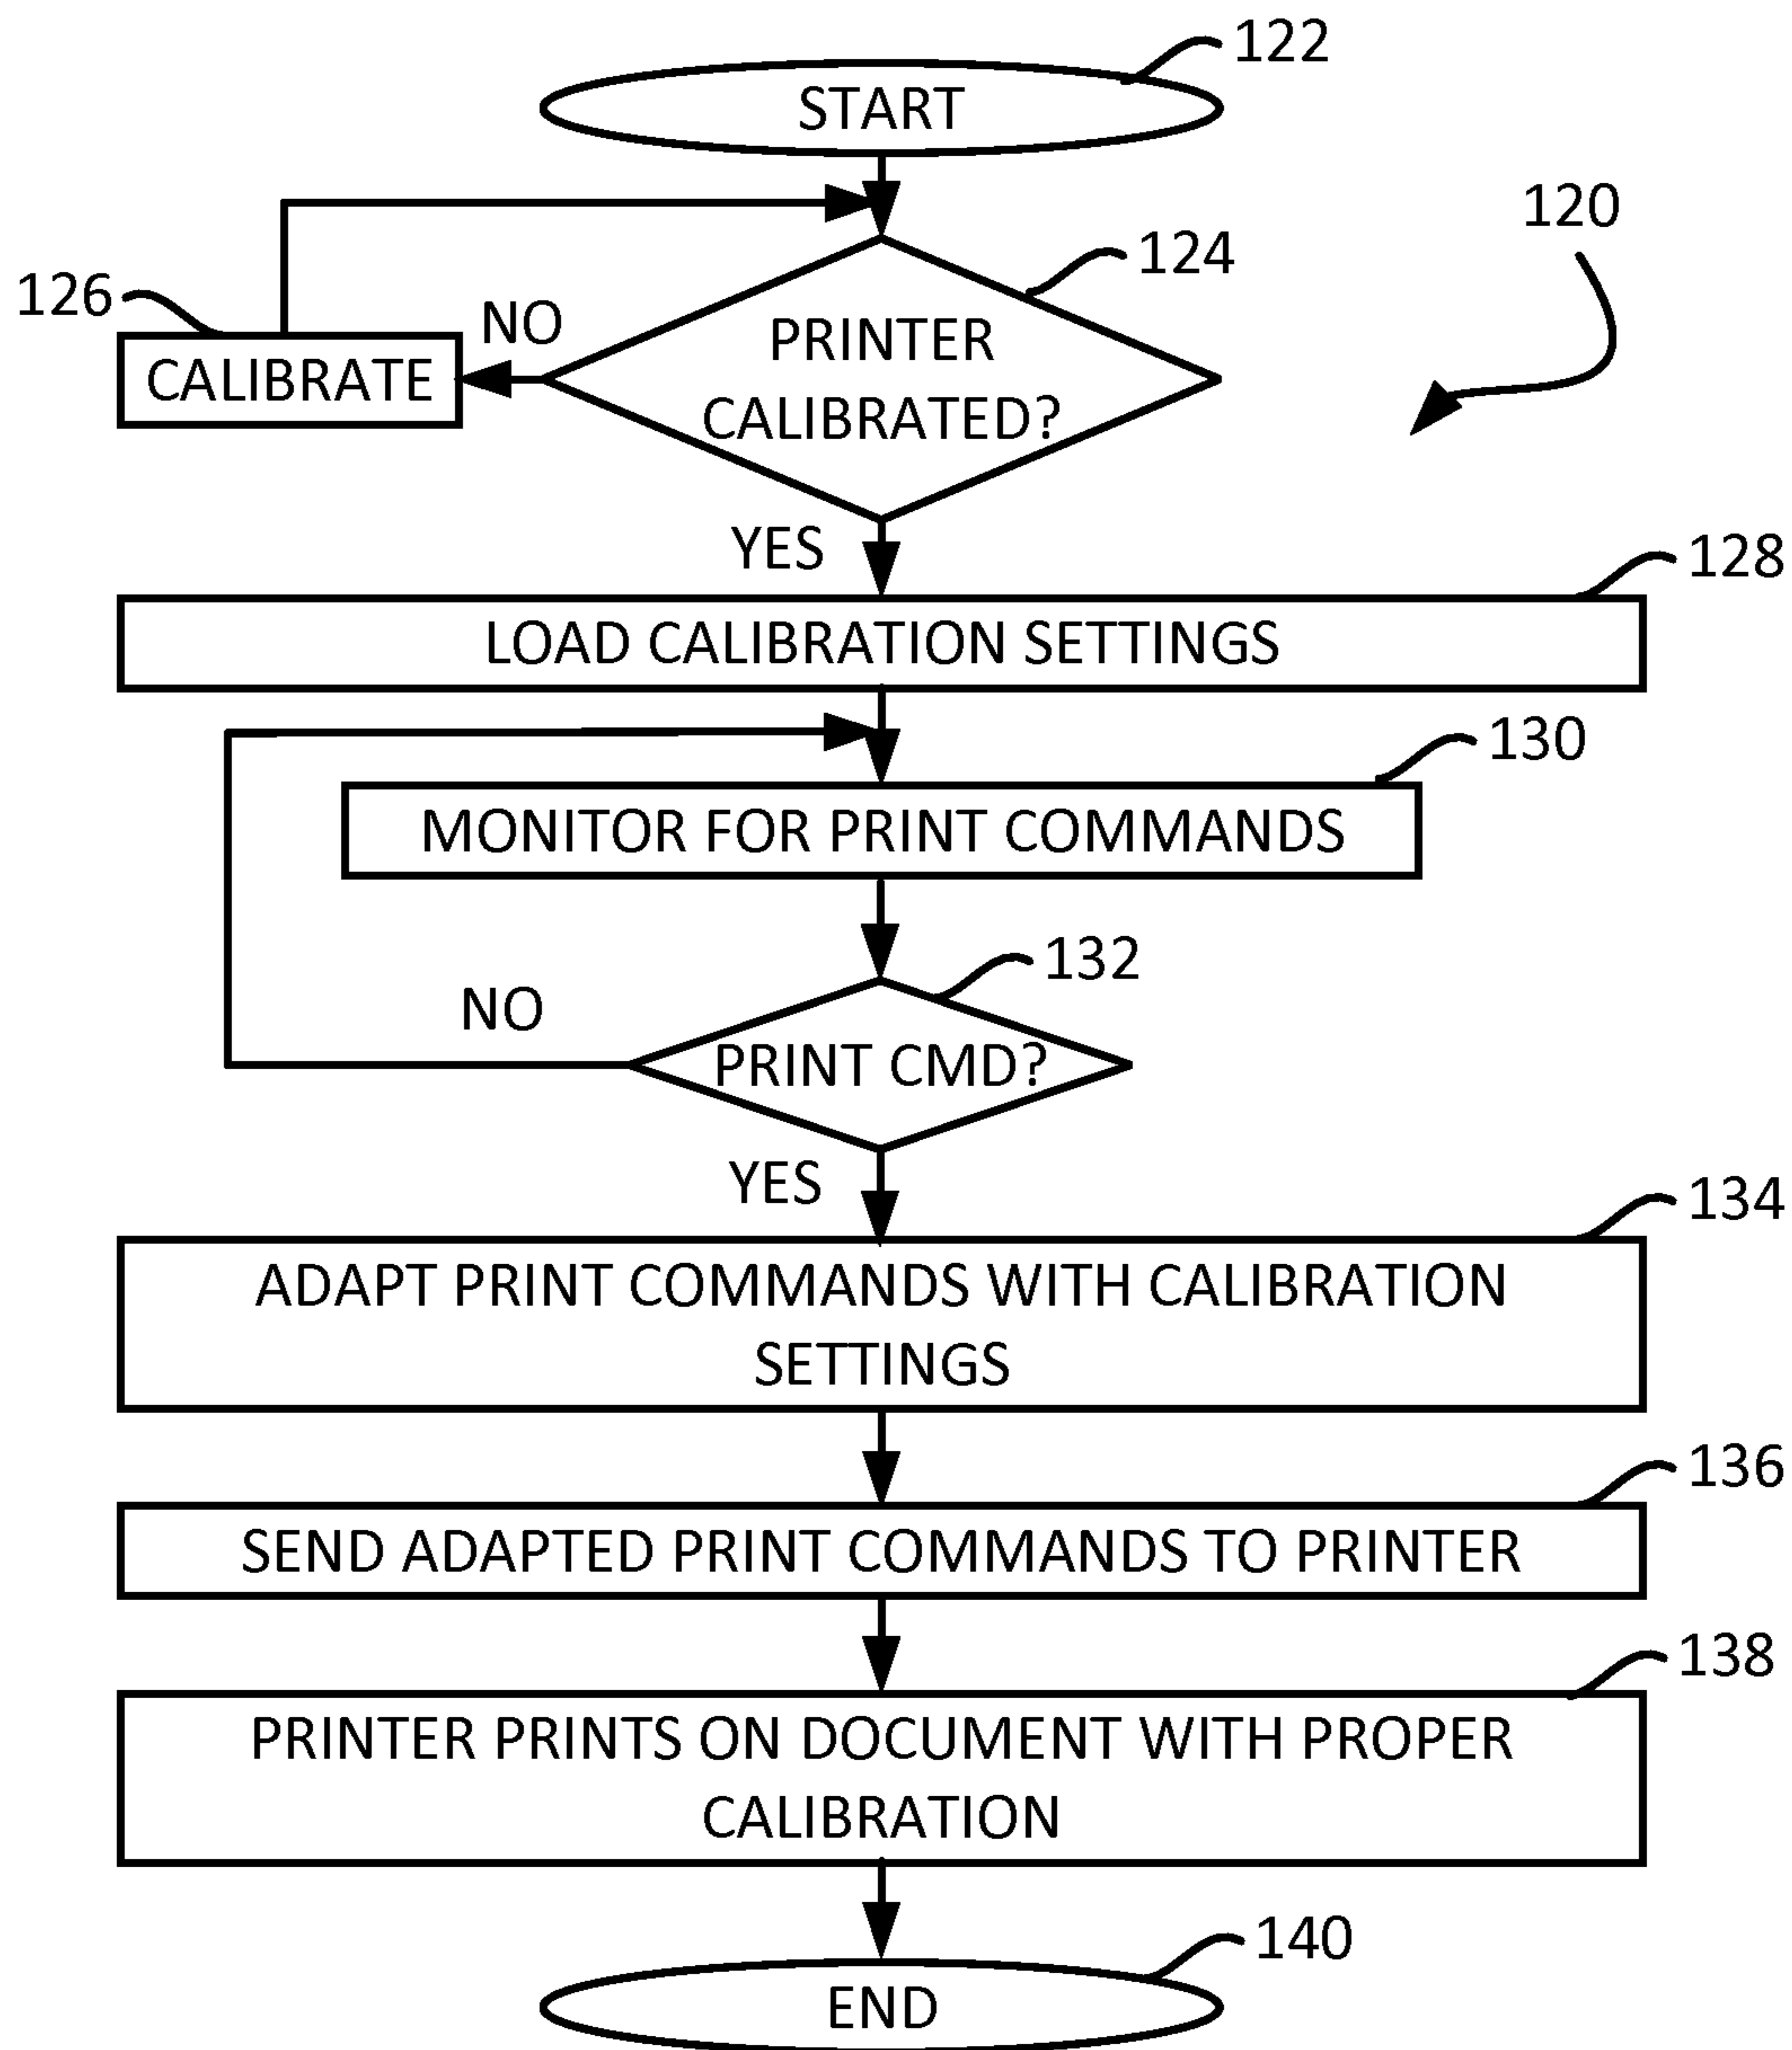 122
START
120
124
126
NO
PRINTER
CALIBRATED?
CALIBRATE
YES
128
LOAD CALIBRATION SETTINGS
130
MONITOR FOR PRINT COMMANDS
132
NO
PRINT CMD?
YES
134
ADAPT PRINT COMMANDS WITH CALIBRATION
SETTINGS
136
SEND ADAPTED PRINT COMMANDS TO PRINTER
138
PRINTER PRINTS ON DOCUMENT WITH PROPER
CALIBRATION
140
END